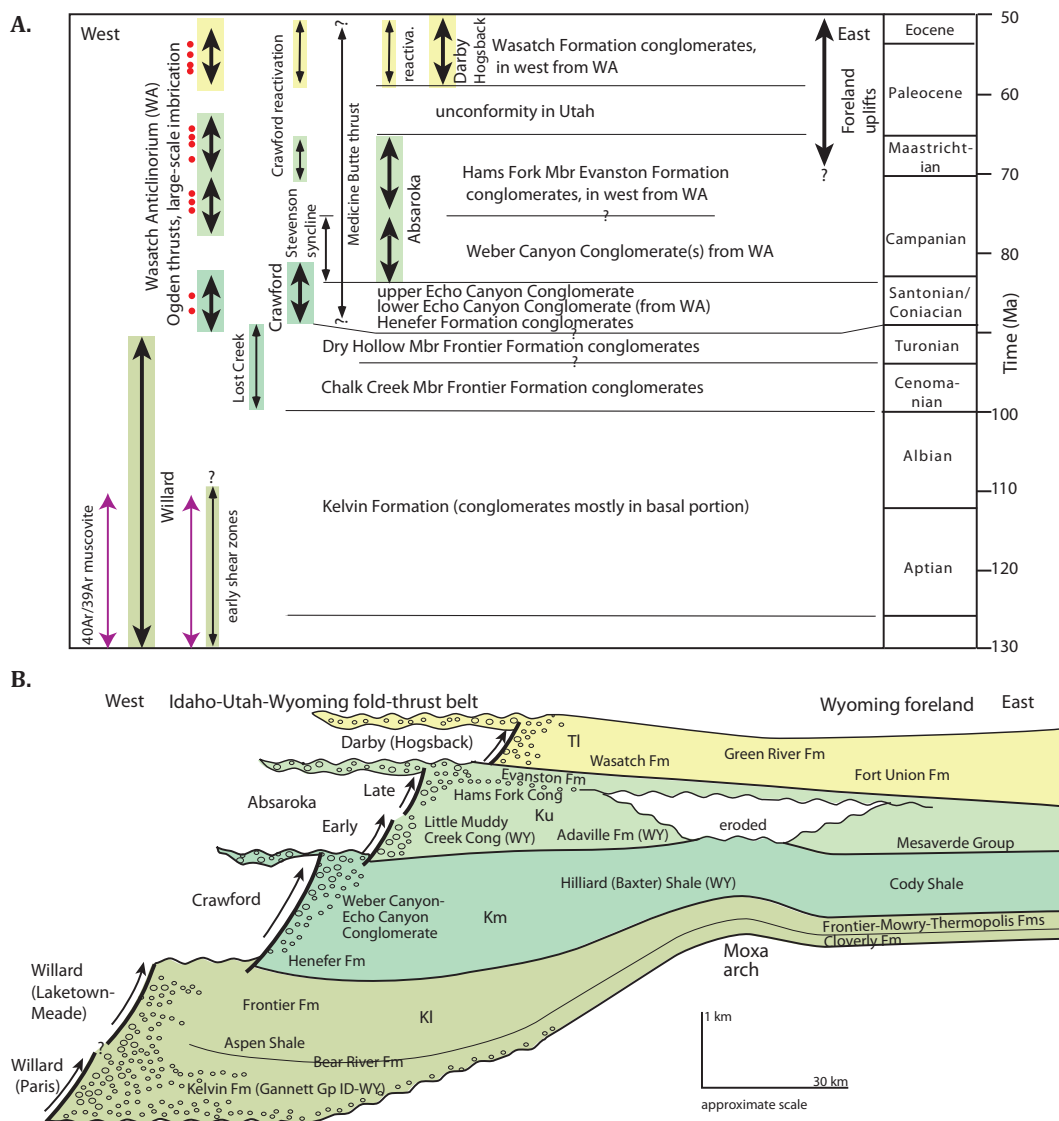 A.
West
East
50
Eocene
Wasatch Formation conglomerates,
in west from WA
Darby
Hogsback
reactiva.
?
Crawford reactivation
Medicine Butte thrust
Foreland
uplifts
60
Paleocene
unconformity in Utah
Wasatch Anticlinorium (WA)
Ogden thrusts, large-scale imbrication
Maastricht-
ian
?
70
Hams Fork Mbr Evanston Formation
conglomerates, in west from WA
?
Absaroka
Stevenson
syncline
Campanian
Weber Canyon Conglomerate(s) from WA
80
Crawford
upper Echo Canyon Conglomerate
lower Echo Canyon Conglomerate (from WA)
Henefer Formation conglomerates
?
?
Santonian/
Coniacian
Time (Ma)
Dry Hollow Mbr Frontier Formation conglomerates
?
Turonian
Lost Creek
Chalk Creek Mbr Frontier Formation conglomerates
Cenoma-
nian
100
Albian
Willard
?
110
Kelvin Formation (conglomerates mostly in basal portion)
40Ar/39Ar muscovite
early shear zones
Aptian
120
130
B.
West
Idaho-Utah-Wyoming fold-thrust belt
Wyoming foreland
East
Darby (Hogsback)
Tl
Wasatch Fm
Green River Fm
Fort Union Fm
Evanston Fm
Hams Fork Cong
Late
Absaroka
Early
Little Muddy
Creek Cong (WY)
Ku
Adaville Fm (WY)
eroded
Mesaverde Group
Crawford
Weber Canyon-
Echo Canyon
Conglomerate
Km
Hilliard (Baxter) Shale (WY)
Cody Shale
Henefer Fm
Frontier-Mowry-Thermopolis Fms
Cloverly Fm
Moxa
arch
Willard
(Laketown-
Meade)
Frontier Fm
Kl
Aspen Shale
Bear River Fm
?
Willard
(Paris)
Kelvin Fm (Gannett Gp ID-WY)
1 km
30 km
approximate scale